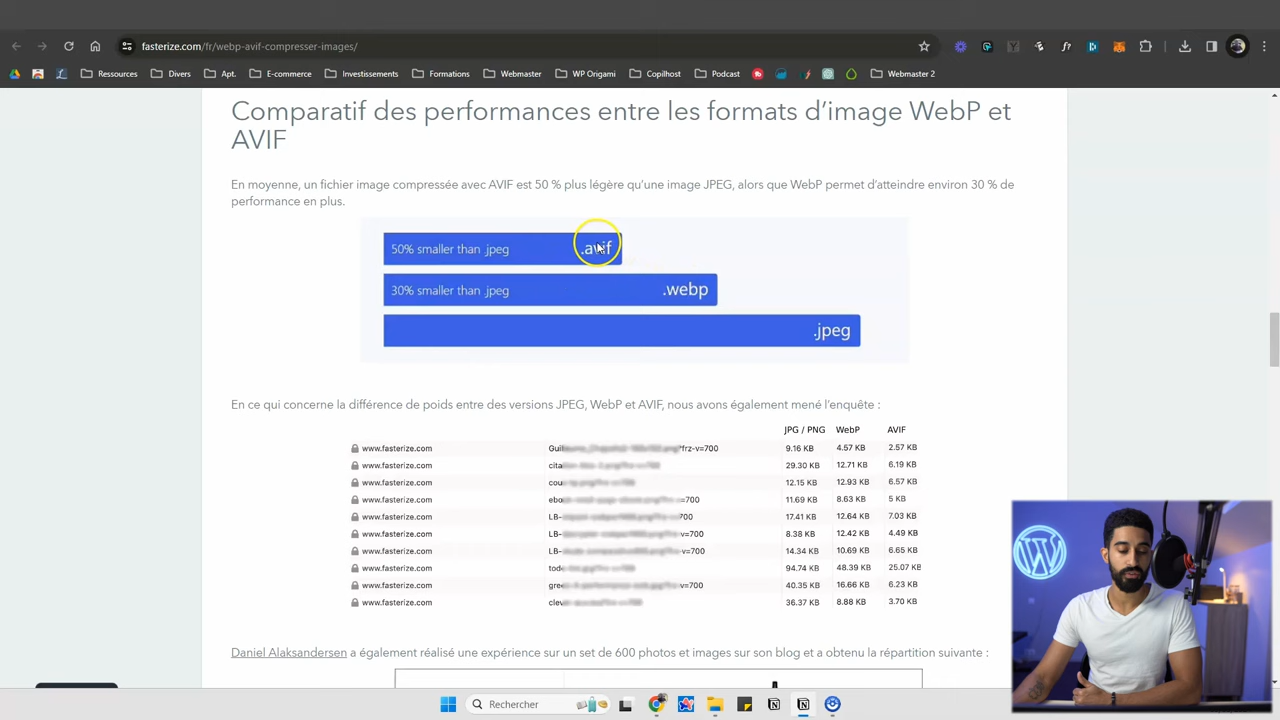 fasterize.com/fr/webp-avif-compresser-images/
Ressources Divers Apt. E-commerce Investissements Formations Webmaster WP Origami Copilhost Podcast Webmaster 2
Comparatif des performances entre les formats d’image WebP et
AVIF
En moyenne, un fichier image compressée avec AVIF est 50 % plus légère qu’une image JPEG, alors que WebP permet d’atteindre environ 30 % de
performance en plus.
50% smaller than .jpeg .avif
30% smaller than .jpeg .webp
.jpeg
En ce qui concerne la différence de poids entre des versions JPEG, WebP et AVIF, nous avons également mené l’enquête :
JPG / PNG WebP AVIF
www.fasterize.com 9.16 KB 4.57 KB 2.57 KB
www.fasterize.com 29.30 KB 12.71 KB 6.19 KB
www.fasterize.com 12.15 KB 12.93 KB 6.57 KB
www.fasterize.com =700 11.69 KB 8.63 KB 5 KB
www.fasterize.com LB- 700 17.41 KB 12.64 KB 7.03 KB
www.fasterize.com LB- v=700 8.38 KB 12.42 KB 4.49 KB
www.fasterize.com LB- v=700 14.34 KB 10.69 KB 6.65 KB
www.fasterize.com 94.74 KB 48.39 KB 25.07 KB
www.fasterize.com v=700 40.35 KB 16.66 KB 6.23 KB
www.fasterize.com 36.37 KB 8.88 KB 3.70 KB
Daniel Alaksandersen a également réalisé une expérience sur un set de 600 photos et images sur son blog et a obtenu la répartition suivante :
Rechercher